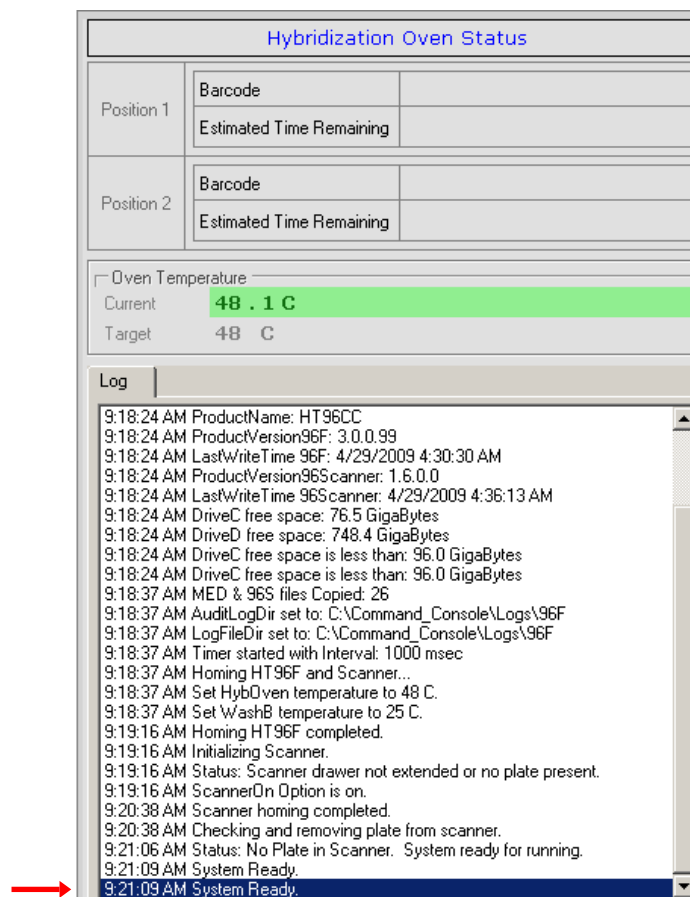 Hybridization Oven Status
Position 1
Barcode
Estimated Time Remaining
Position 2
Barcode
Estimated Time Remaining
Oven Temperature
Current 48.1 C
Target 48 C
Log
9:18:24 AM ProductName: HT96CC
9:18:24 AM ProductVersion96F: 3.0.0.99
9:18:24 AM LastWriteTime 96F: 4/29/2009 4:30:30 AM
9:18:24 AM ProductVersion96Scanner: 1.6.0.0
9:18:24 AM LastWriteTime 96Scanner: 4/29/2009 4:36:13 AM
9:18:24 AM DriveC free space: 76.5 GigaBytes
9:18:24 AM DriveD free space: 748.4 GigaBytes
9:18:24 AM DriveC free space is less than: 96.0 GigaBytes
9:18:24 AM DriveC free space is less than: 96.0 GigaBytes
9:18:37 AM MED & 96S files Copied: 26
9:18:37 AM AuditLogDir set to: C:\Command_Console\Logs\96F
9:18:37 AM LogFileDir set to: C:\Command_Console\Logs\96F
9:18:37 AM Timer started with Interval: 1000 msec
9:18:37 AM Homing HT96F and Scanner...
9:18:37 AM Set HybOven temperature to 48 C.
9:18:37 AM Set WashB temperature to 25 C.
9:19:16 AM Homing HT96F completed.
9:19:16 AM Initializing Scanner.
9:19:16 AM Status: Scanner drawer not extended or no plate present.
9:19:16 AM ScannerOn Option is on.
9:20:38 AM Scanner homing completed.
9:20:38 AM Checking and removing plate from scanner.
9:21:06 AM Status: No Plate in Scanner.  System ready for running.
9:21:09 AM System Ready.
9:21:09 AM System Ready.